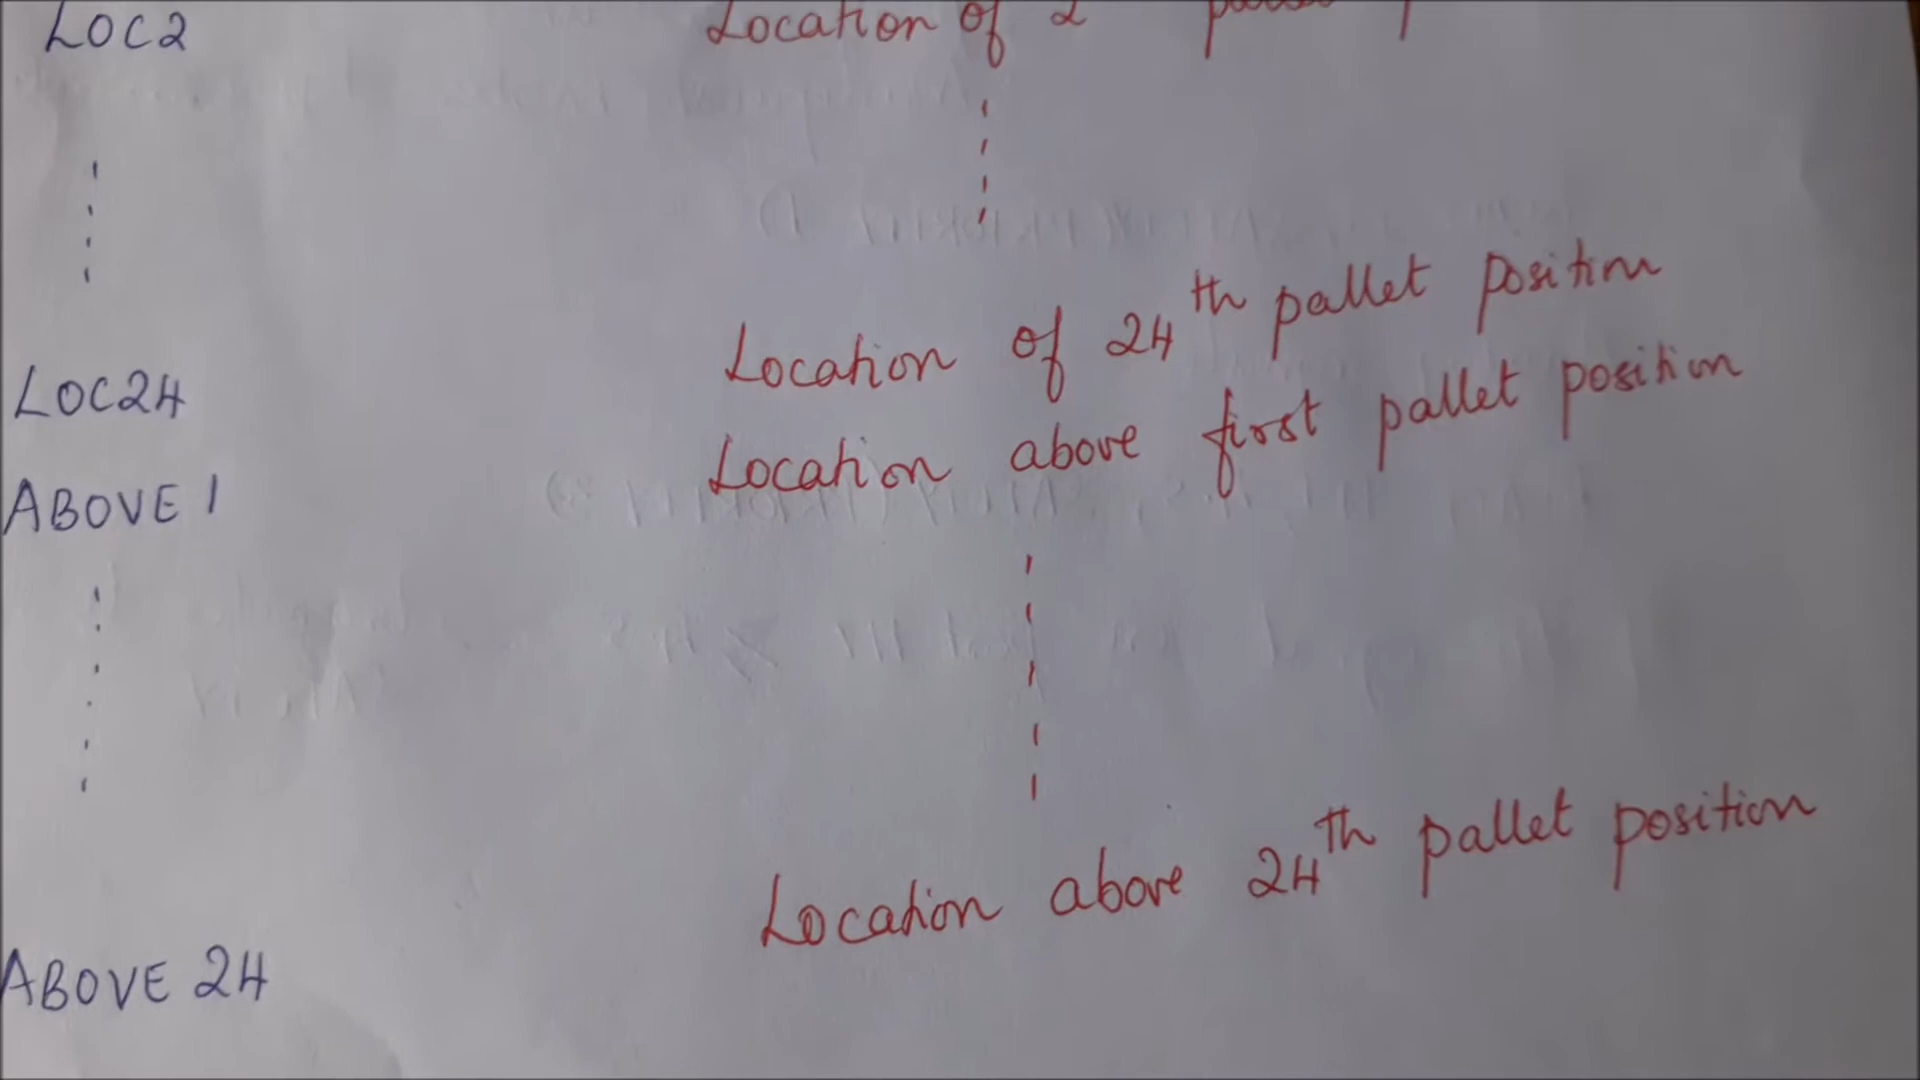 LOC2 Location of 2
LOC24 Location of 24th pallet position
ABOVE 1 Location above first pallet position
ABOVE 24 Location above 24th pallet position